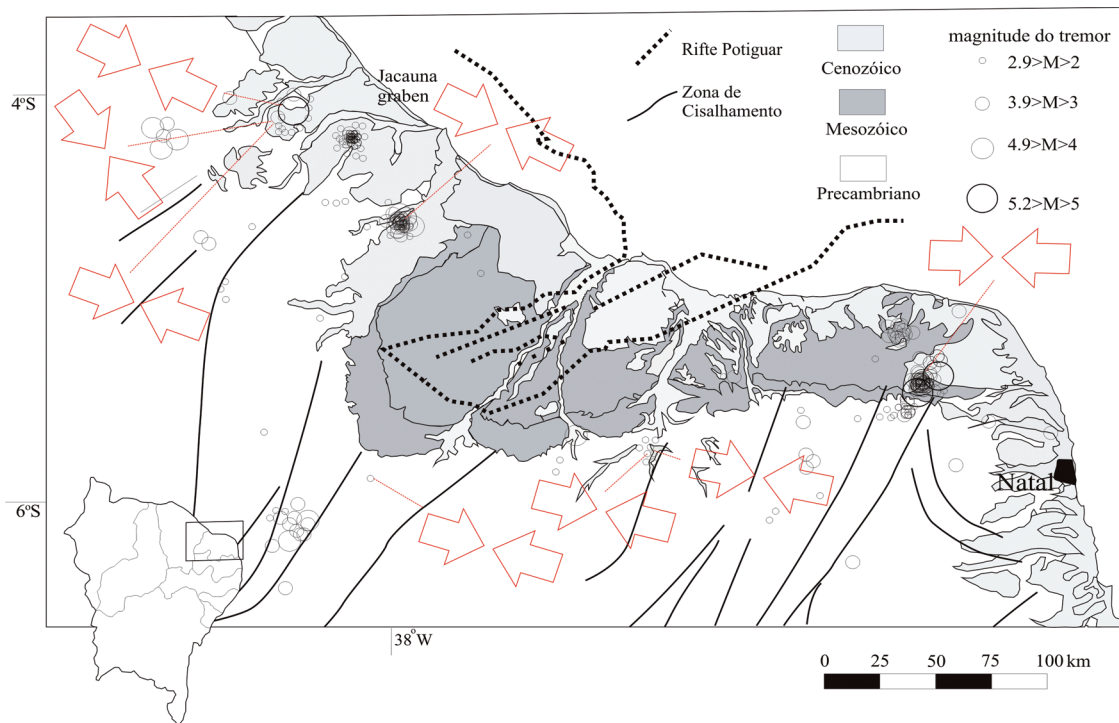 4ºS
6ºS
38ºW
Jacauna
graben
Rifte Potiguar
Zona de
Cisalhamento
Cenozóico
Mesozóico
Precambriano
magnitude do tremor
2.9>M>2
3.9>M>3
4.9>M>4
5.2>M>5
Natal
0 25 50 75 100 km